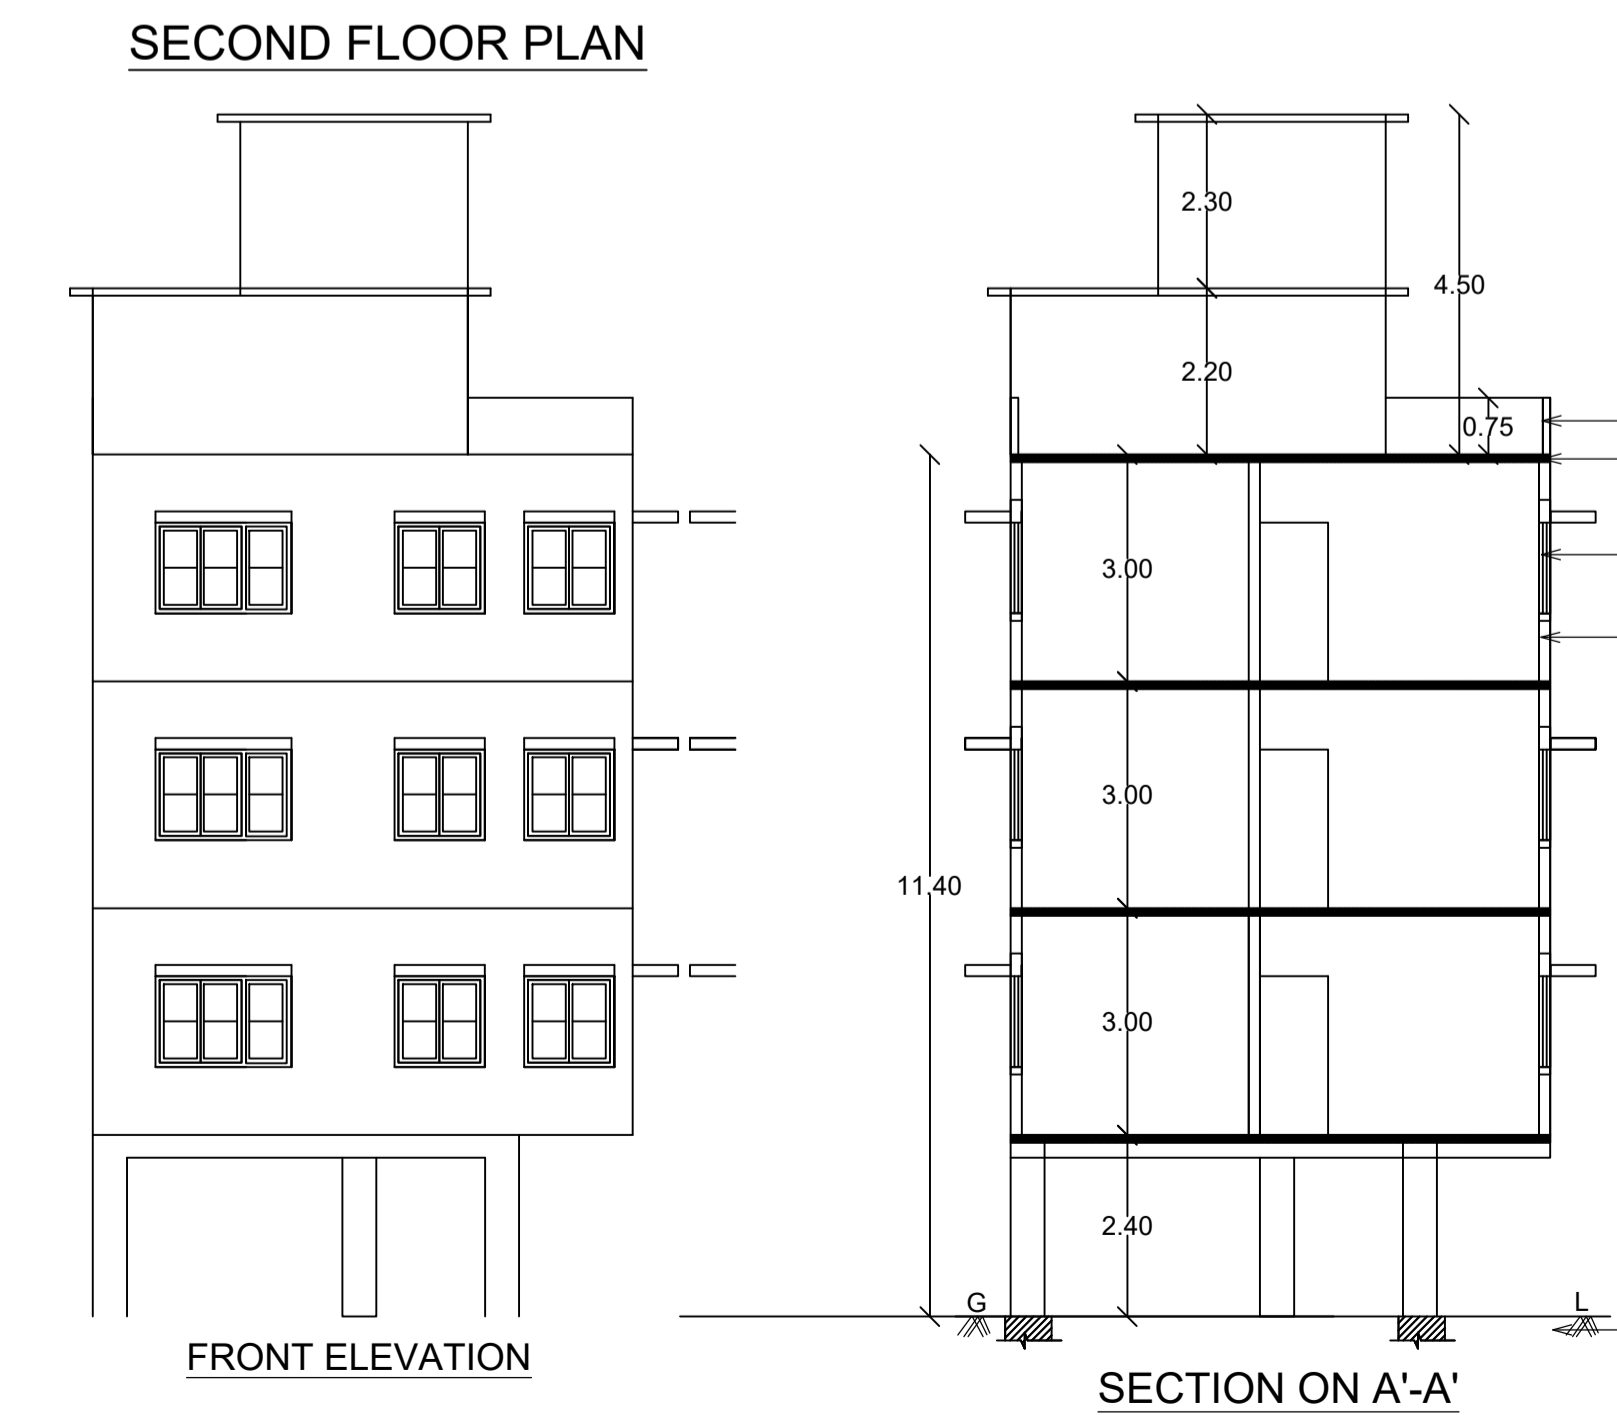 SECOND FLOOR PLAN
2.30
4.50
2.20
0.75
3.00
3.00
11.40
3.00
2.40
G
L
FRONT ELEVATION
SECTION ON A'-A'